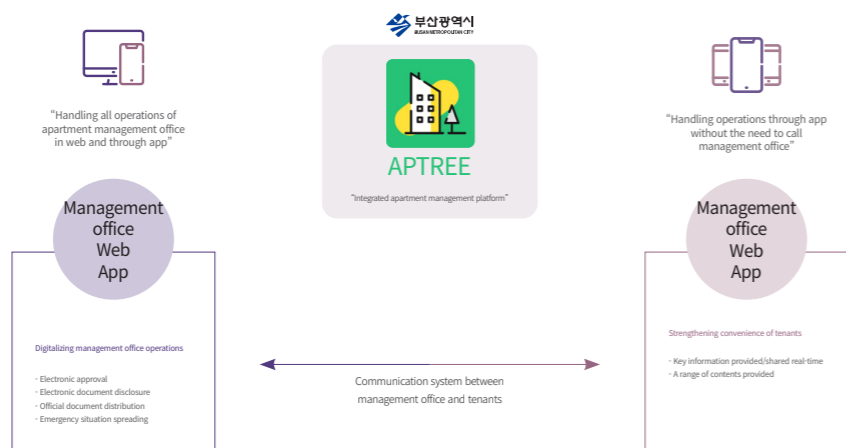 부산광역시
BUSAN METROPOLITAN CITY
APTREE
"Integrated apartment management platform"
"Handling all operations of
apartment management office
in web and through app"
Management
office
Web
App
Digitalizing management office operations
- Electronic approval
- Electronic document disclosure
- Official document distribution
- Emergency situation spreading
Communication system between
management office and tenants
"Handling operations through app
without the need to call
management office"
Management
office
Web
App
Strengthening convenience of tenants
- Key information provided/shared real-time
- A range of contents provided